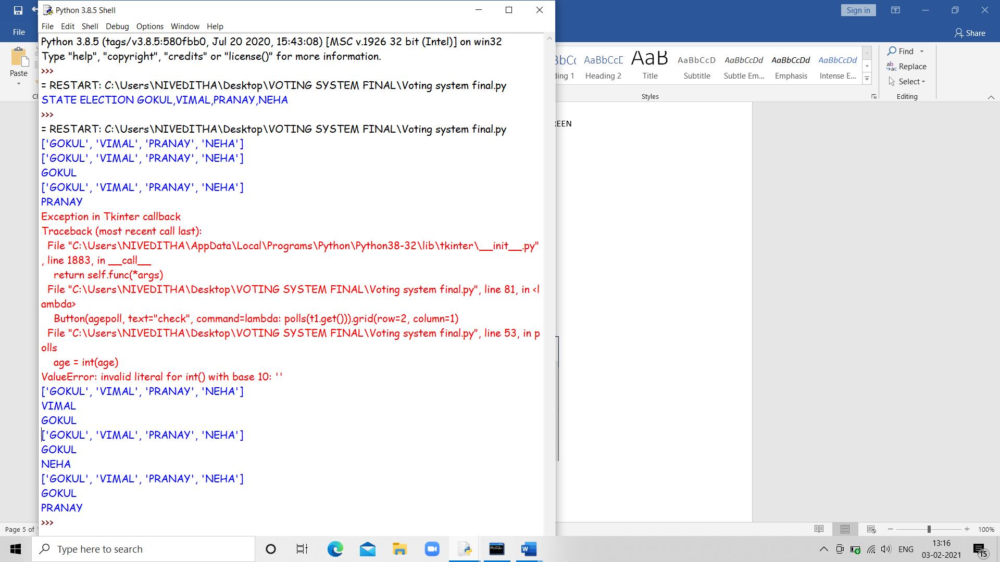 Python 3.8.5 Shell
Sign in
File Edit Shell Debug Options Window Help
File
Share
Python 3.8.5 (tags/v3.8.5:580fbb0, Jul 20 2020, 15:43:08) [MSC v.1926 32 bit (Intel)] on win32
Type "help", "copyright", "credits" or "license()" for more information.
>>>
= RESTART: C:\Users\NIVEDITHA\Desktop\VOTING SYSTEM FINAL\Voting system final.py
STATE ELECTION GOKUL,VIMAL,PRANAY,NEHA
>>>
= RESTART: C:\Users\NIVEDITHA\Desktop\VOTING SYSTEM FINAL\Voting system final.py
['GOKUL', 'VIMAL', 'PRANAY', 'NEHA']
['GOKUL', 'VIMAL', 'PRANAY', 'NEHA']
GOKUL
['GOKUL', 'VIMAL', 'PRANAY', 'NEHA']
PRANAY
Exception in Tkinter callback
Traceback (most recent call last):
File "C:\Users\NIVEDITHA\AppData\Local\Programs\Python\Python38-32\lib\tkinter\__init__.py"
, line 1883, in __call__
return self.func(*args)
File "C:\Users\NIVEDITHA\Desktop\VOTING SYSTEM FINAL\Voting system final.py", line 81, in <l
ambda>
Button(agepoll, text="check", command=lambda: polls(t1.get())).grid(row=2, column=1)
File "C:\Users\NIVEDITHA\Desktop\VOTING SYSTEM FINAL\Voting system final.py", line 53, in p
olls
age = int(age)
ValueError: invalid literal for int() with base 10: ''
['GOKUL', 'VIMAL', 'PRANAY', 'NEHA']
VIMAL
GOKUL
['GOKUL', 'VIMAL', 'PRANAY', 'NEHA']
GOKUL
NEHA
['GOKUL', 'VIMAL', 'PRANAY', 'NEHA']
GOKUL
PRANAY
>>>
Paste
AaBbCcD AaB AaBbCcD AaBbCcDd AaBbCcDd AaBbCcDd
ding 1 Heading 2 Title Subtitle Subtle Em... Emphasis Intense E...
Styles
Find
Replace
Select
Editing
REEN
Page 5 of
100%
Type here to search
MySQL
ENG
13:16
03-02-2021
15